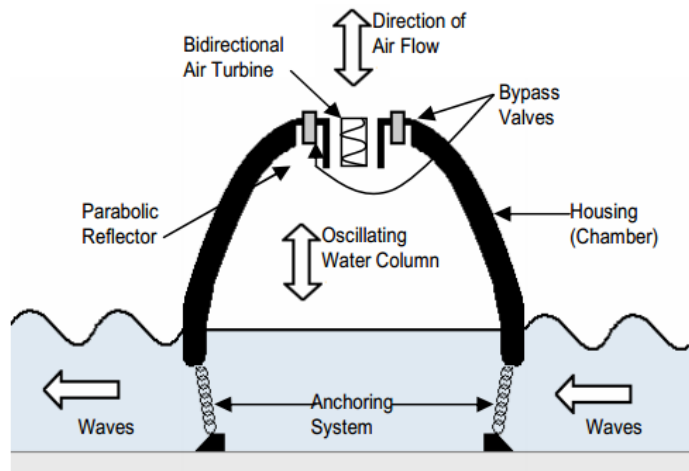 Direction of
Air Flow
Bidirectional
Air Turbine
Bypass
Valves
Parabolic
Reflector
Housing
(Chamber)
Oscillating
Water Column
Waves
Anchoring
System
Waves